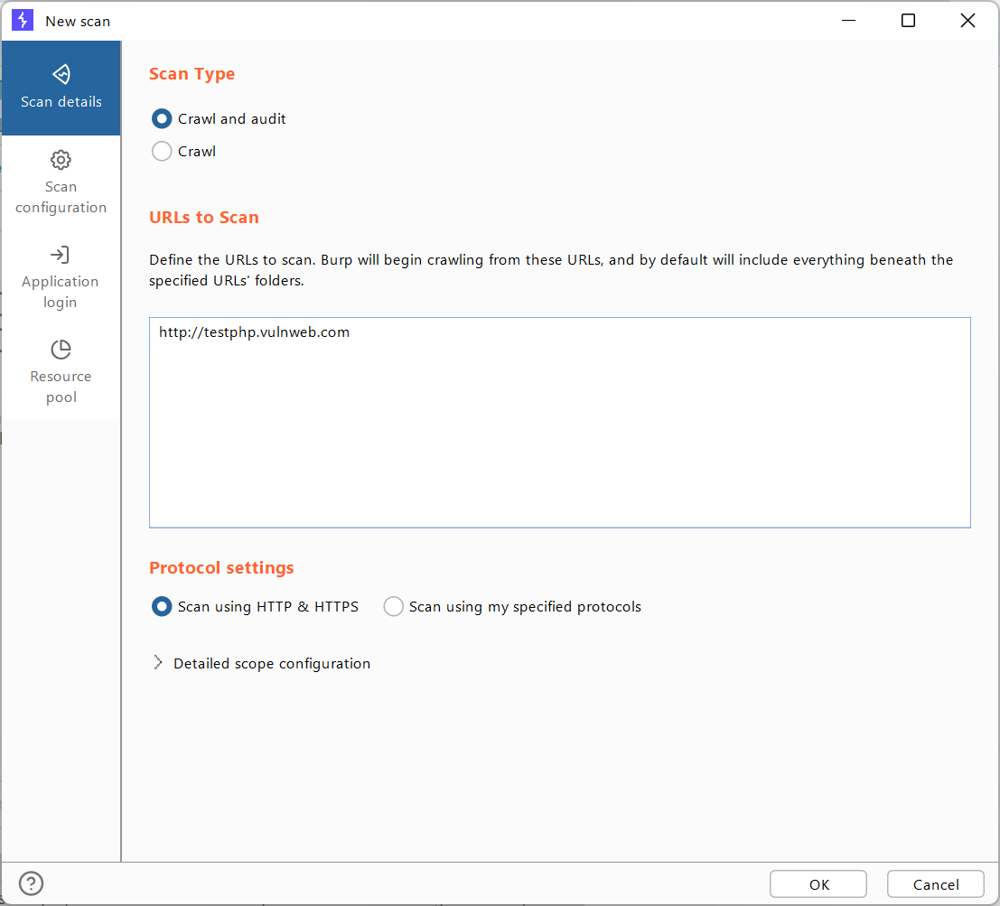 New scan
Scan details
Scan
configuration
Application
login
Resource
pool
Scan Type
Crawl and audit
Crawl
URLs to Scan
Define the URLs to scan. Burp will begin crawling from these URLs, and by default will include everything beneath the
specified URLs' folders.
http://testphp.vulnweb.com
Protocol settings
Scan using HTTP & HTTPS
Scan using my specified protocols
Detailed scope configuration
?
OK
Cancel